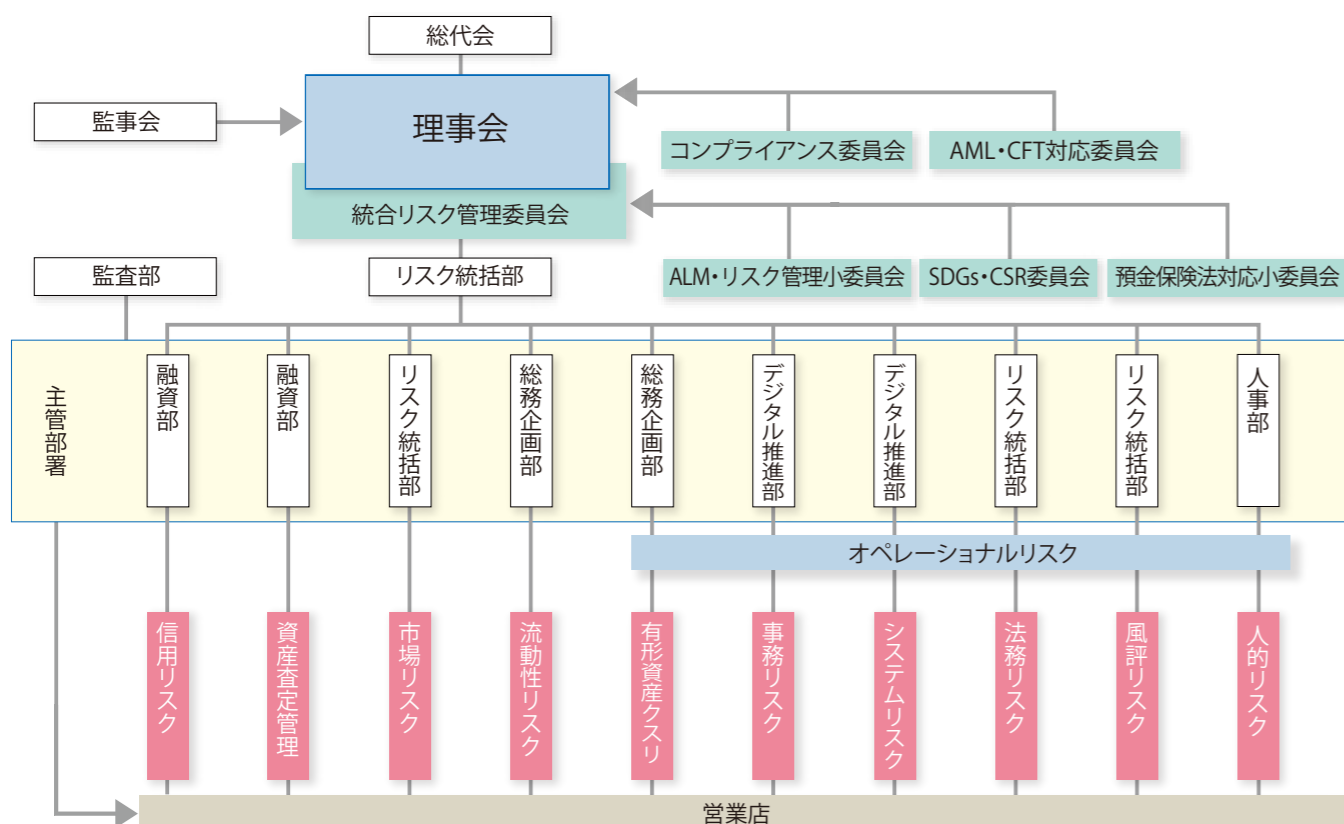 総代会
監事会
理事会
コンプライアンス委員会
AML・CFT対応委員会
統合リスク管理委員会
監査部
リスク統括部
ALM・リスク管理小委員会
SDGs・CSR委員会
預金保険法対応小委員会
主管部署
融資部
融資部
リスク統括部
総務企画部
総務企画部
デジタル推進部
デジタル推進部
リスク統括部
リスク統括部
人事部
オペレーショナルリスク
信用リスク
資産査定管理
市場リスク
流動性リスク
有形資産クスリ
事務リスク
システムリスク
法務リスク
風評リスク
人的リスク
営業店